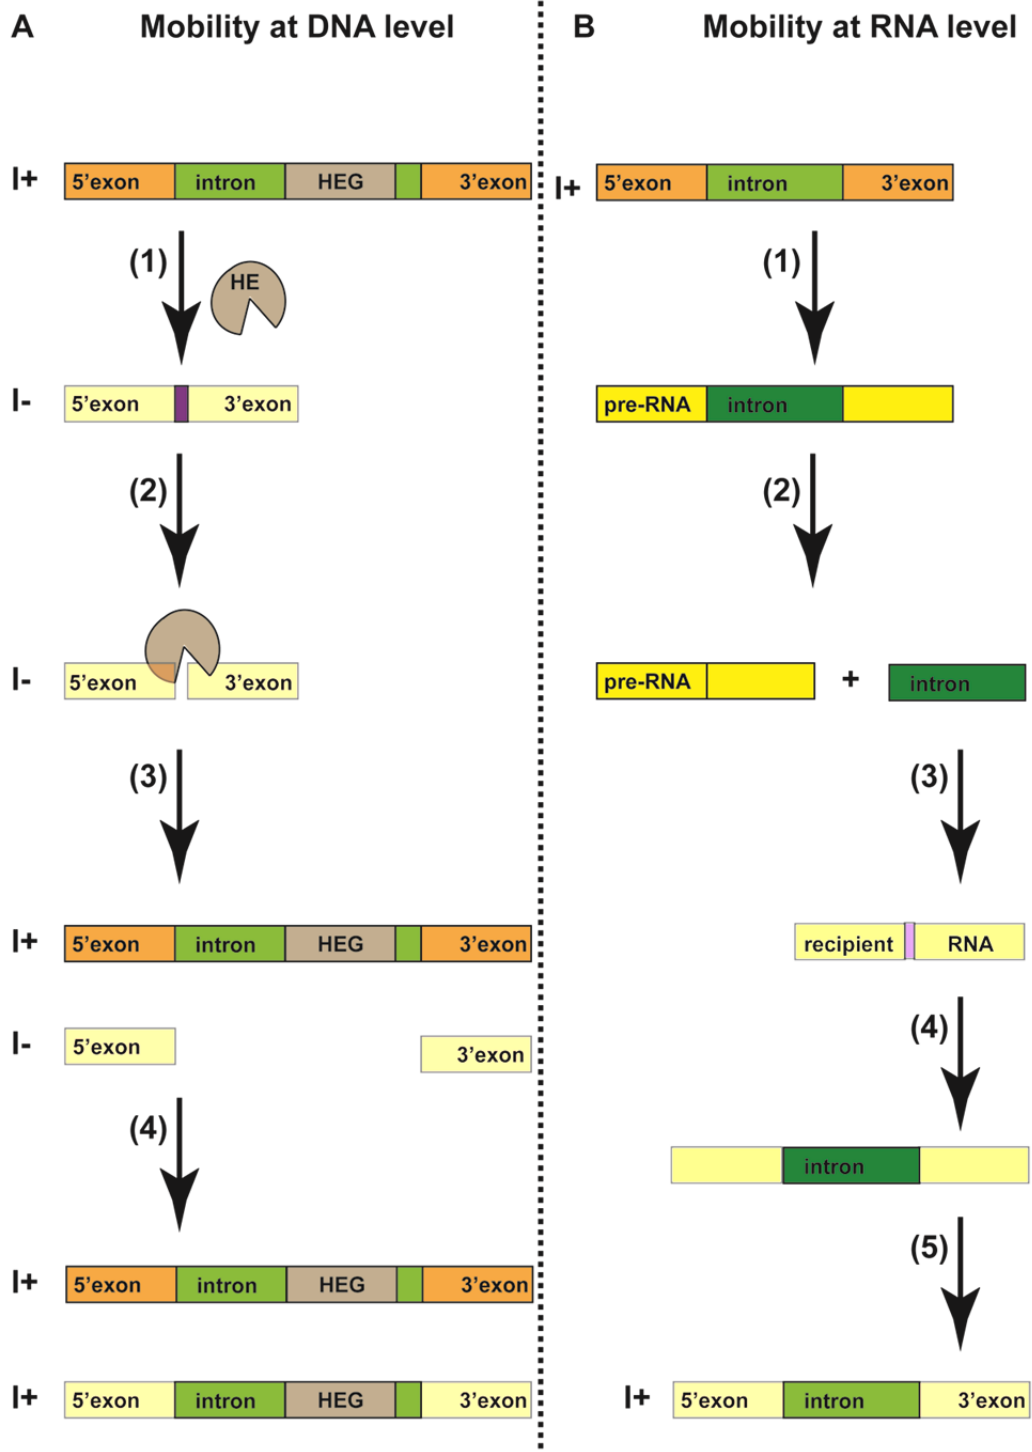 A Mobility at DNA level
I+ 5'exon intron HEG 3'exon
(1)
HE
I- 5'exon 3'exon
(2)
I- 5'exon 3'exon
(3)
I+ 5'exon intron HEG 3'exon
I- 5'exon 3'exon
(4)
I+ 5'exon intron HEG 3'exon
I+ 5'exon intron HEG 3'exon
B Mobility at RNA level
I+ 5'exon intron 3'exon
(1)
pre-RNA intron
(2)
pre-RNA + intron
(3)
recipient RNA
(4)
intron
(5)
I+ 5'exon intron 3'exon